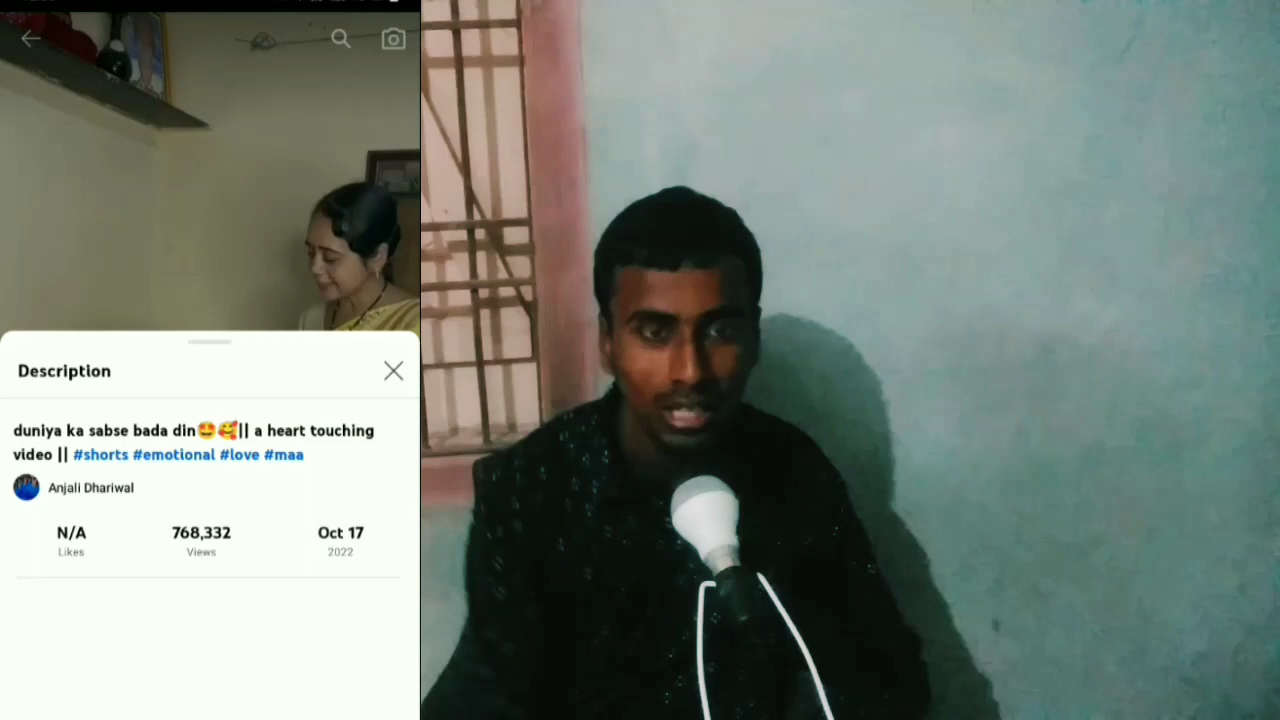 Description
duniya ka sabse bada din🤩🥰|| a heart touching
video || #shorts #emotional #love #maa
Anjali Dhariwal
N/A 768,332 Oct 17
Likes Views 2022